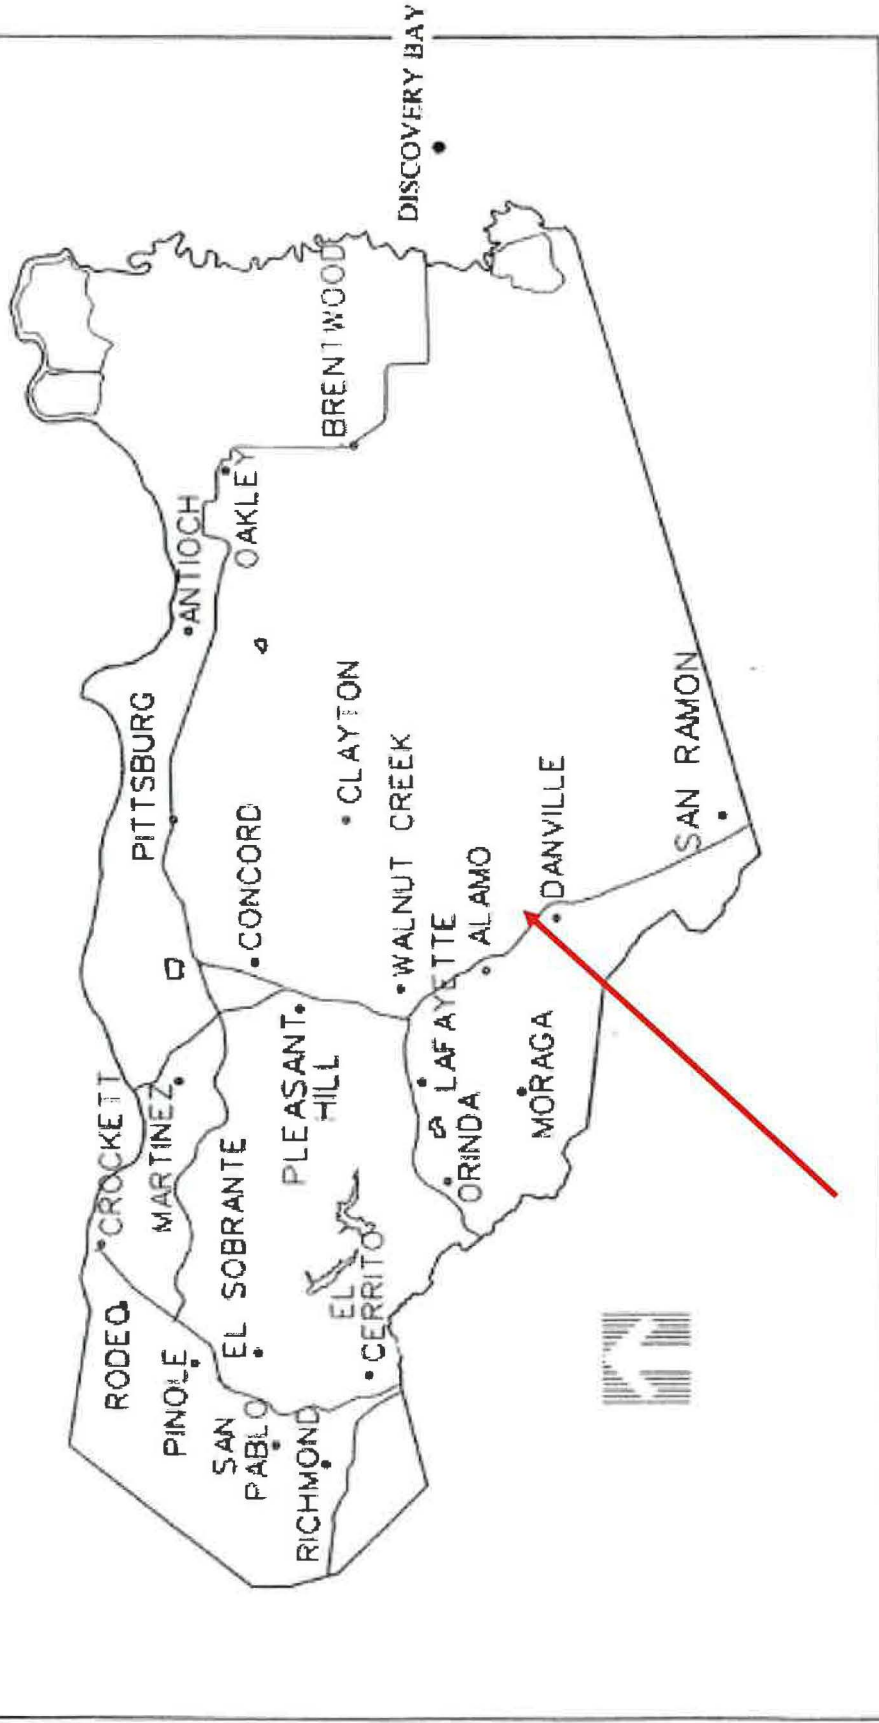 DISCOVERY BAY
BRENTWOOD
OAKLEY
ANTIOCH
PITTSBURG
CLAYTON
CONCORD
WALNUT CREEK
SAN RAMON
DANVILLE
ALAMO
LAFAYETTE
MORAGA
ORINDA
PLEASANT
HILL
MARTINEZ
CROCKETT
EL SOBRANTE
EL
CERRITO
RODEO
PINOLE
SAN
PABLO
RICHMOND